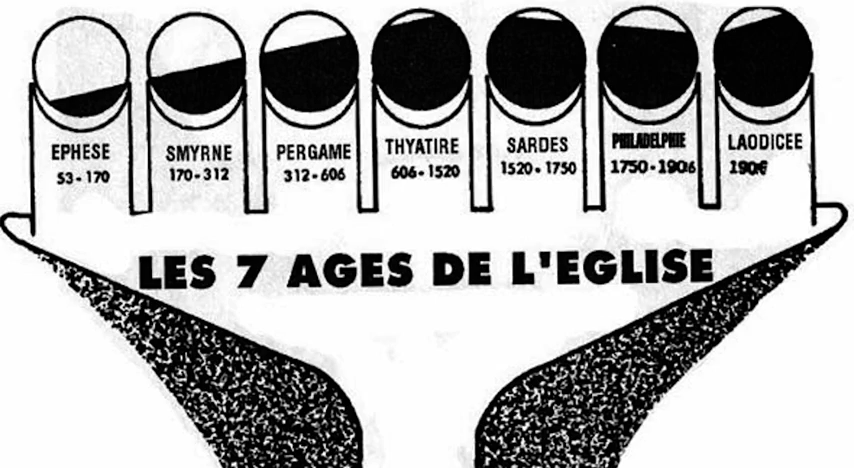 EPHESE
53-170
SMYRNE
170-312
PERGAME
312-606
THYATIRE
606-1520
SARDES
1520-1750
PHILADELPHIE
1750-1906
LAODICEE
1906
LES 7 AGES DE L'EGLISE